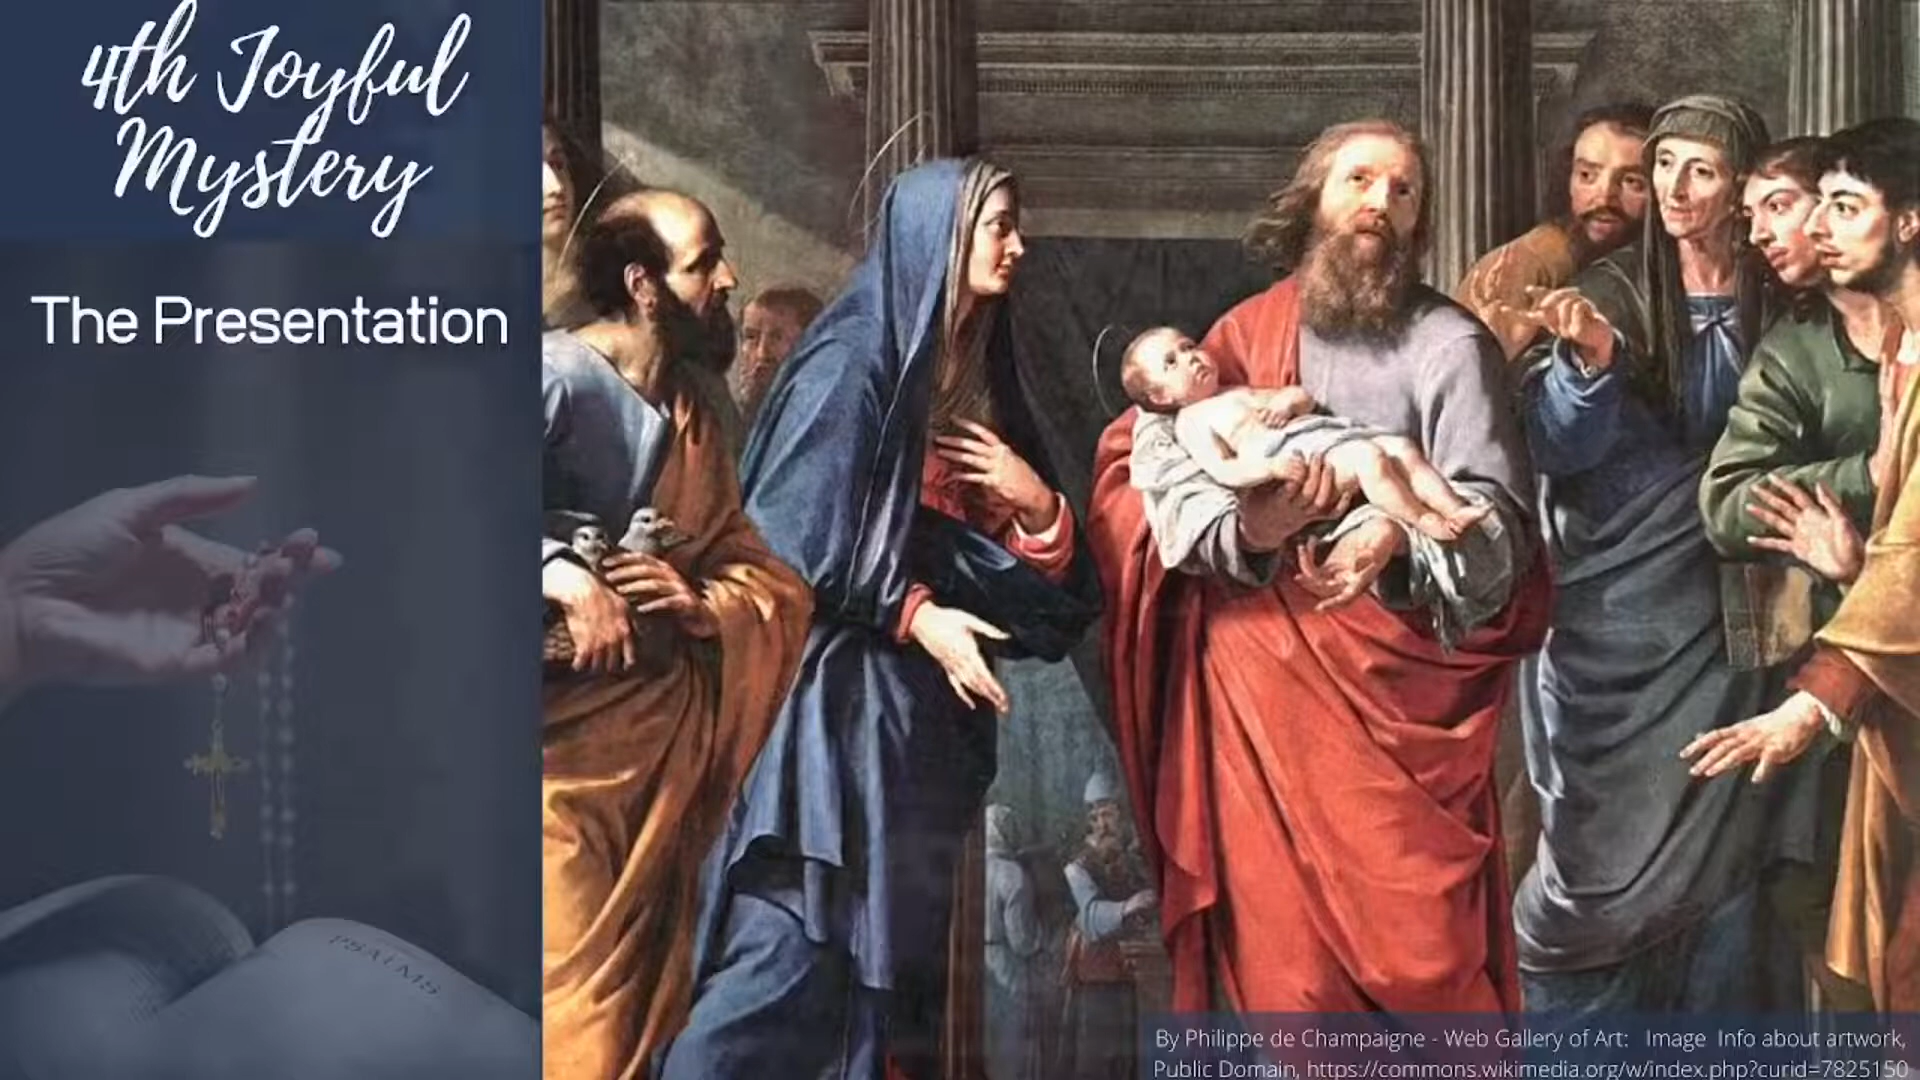 4th Joyful
Mystery
The Presentation
PSALMS
By Philippe de Champaigne - Web Gallery of Art: Image Info about artwork,
Public Domain, https://commons.wikimedia.org/w/index.php?curid=7825150